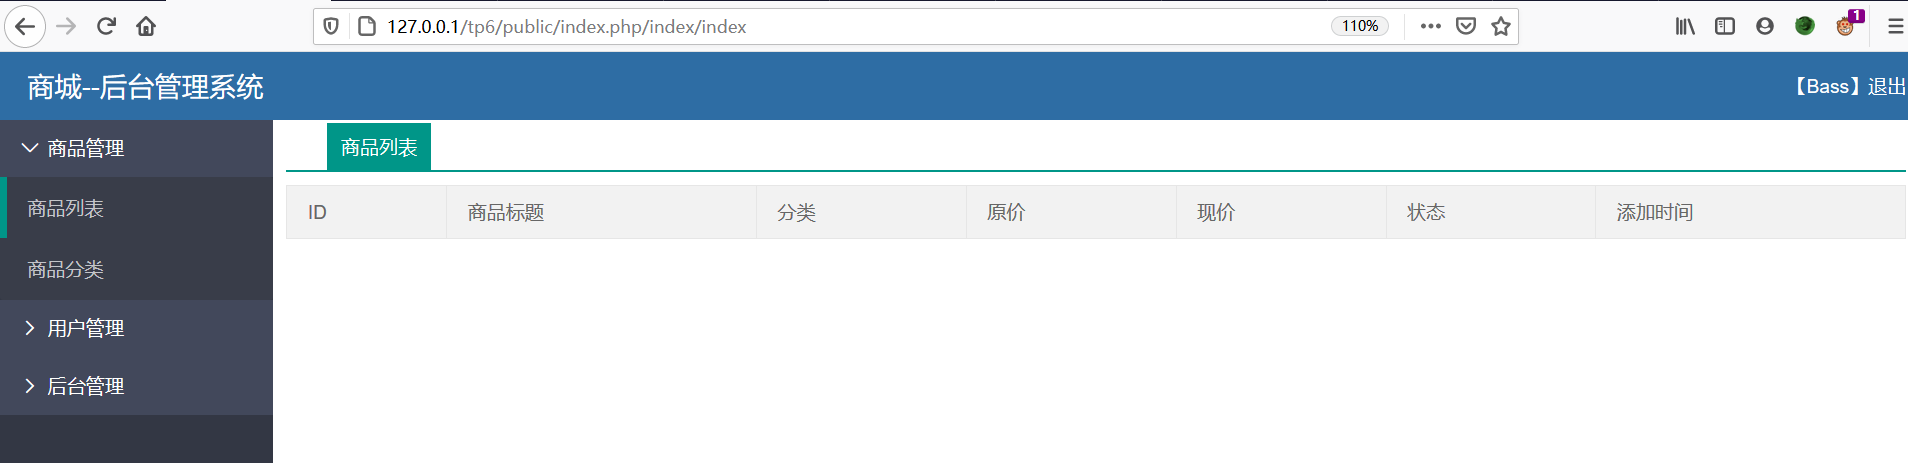 127.0.0.1/tp6/public/index.php/index/index
110%
1
商城--后台管理系统
【Bass】退出
商品管理
商品列表
商品分类
用户管理
后台管理
商品列表
ID 商品标题 分类 原价 现价 状态 添加时间